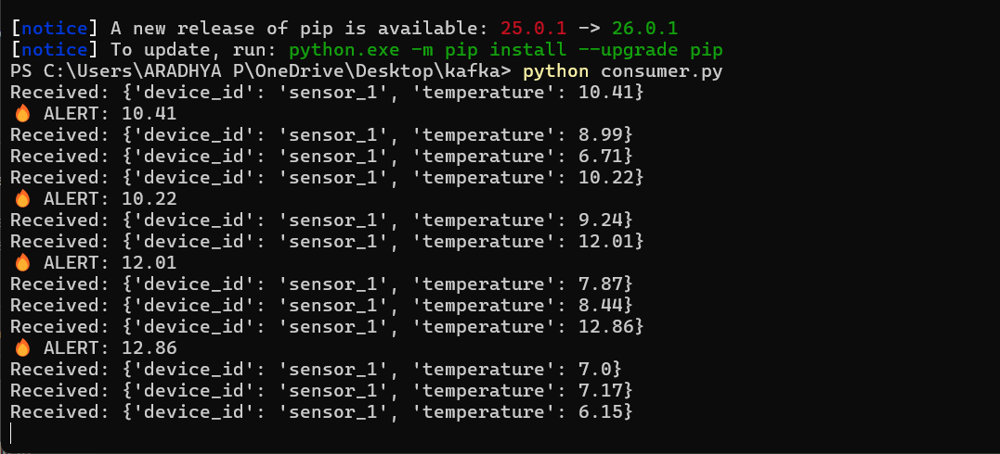 [notice] A new release of pip is available: 25.0.1 -> 26.0.1
[notice] To update, run: python.exe -m pip install --upgrade pip
PS C:\Users\ARADHYA P\OneDrive\Desktop\kafka> python consumer.py
Received: {'device_id': 'sensor_1', 'temperature': 10.41}
🔥 ALERT: 10.41
Received: {'device_id': 'sensor_1', 'temperature': 8.99}
Received: {'device_id': 'sensor_1', 'temperature': 6.71}
Received: {'device_id': 'sensor_1', 'temperature': 10.22}
🔥 ALERT: 10.22
Received: {'device_id': 'sensor_1', 'temperature': 9.24}
Received: {'device_id': 'sensor_1', 'temperature': 12.01}
🔥 ALERT: 12.01
Received: {'device_id': 'sensor_1', 'temperature': 7.87}
Received: {'device_id': 'sensor_1', 'temperature': 8.44}
Received: {'device_id': 'sensor_1', 'temperature': 12.86}
🔥 ALERT: 12.86
Received: {'device_id': 'sensor_1', 'temperature': 7.0}
Received: {'device_id': 'sensor_1', 'temperature': 7.17}
Received: {'device_id': 'sensor_1', 'temperature': 6.15}